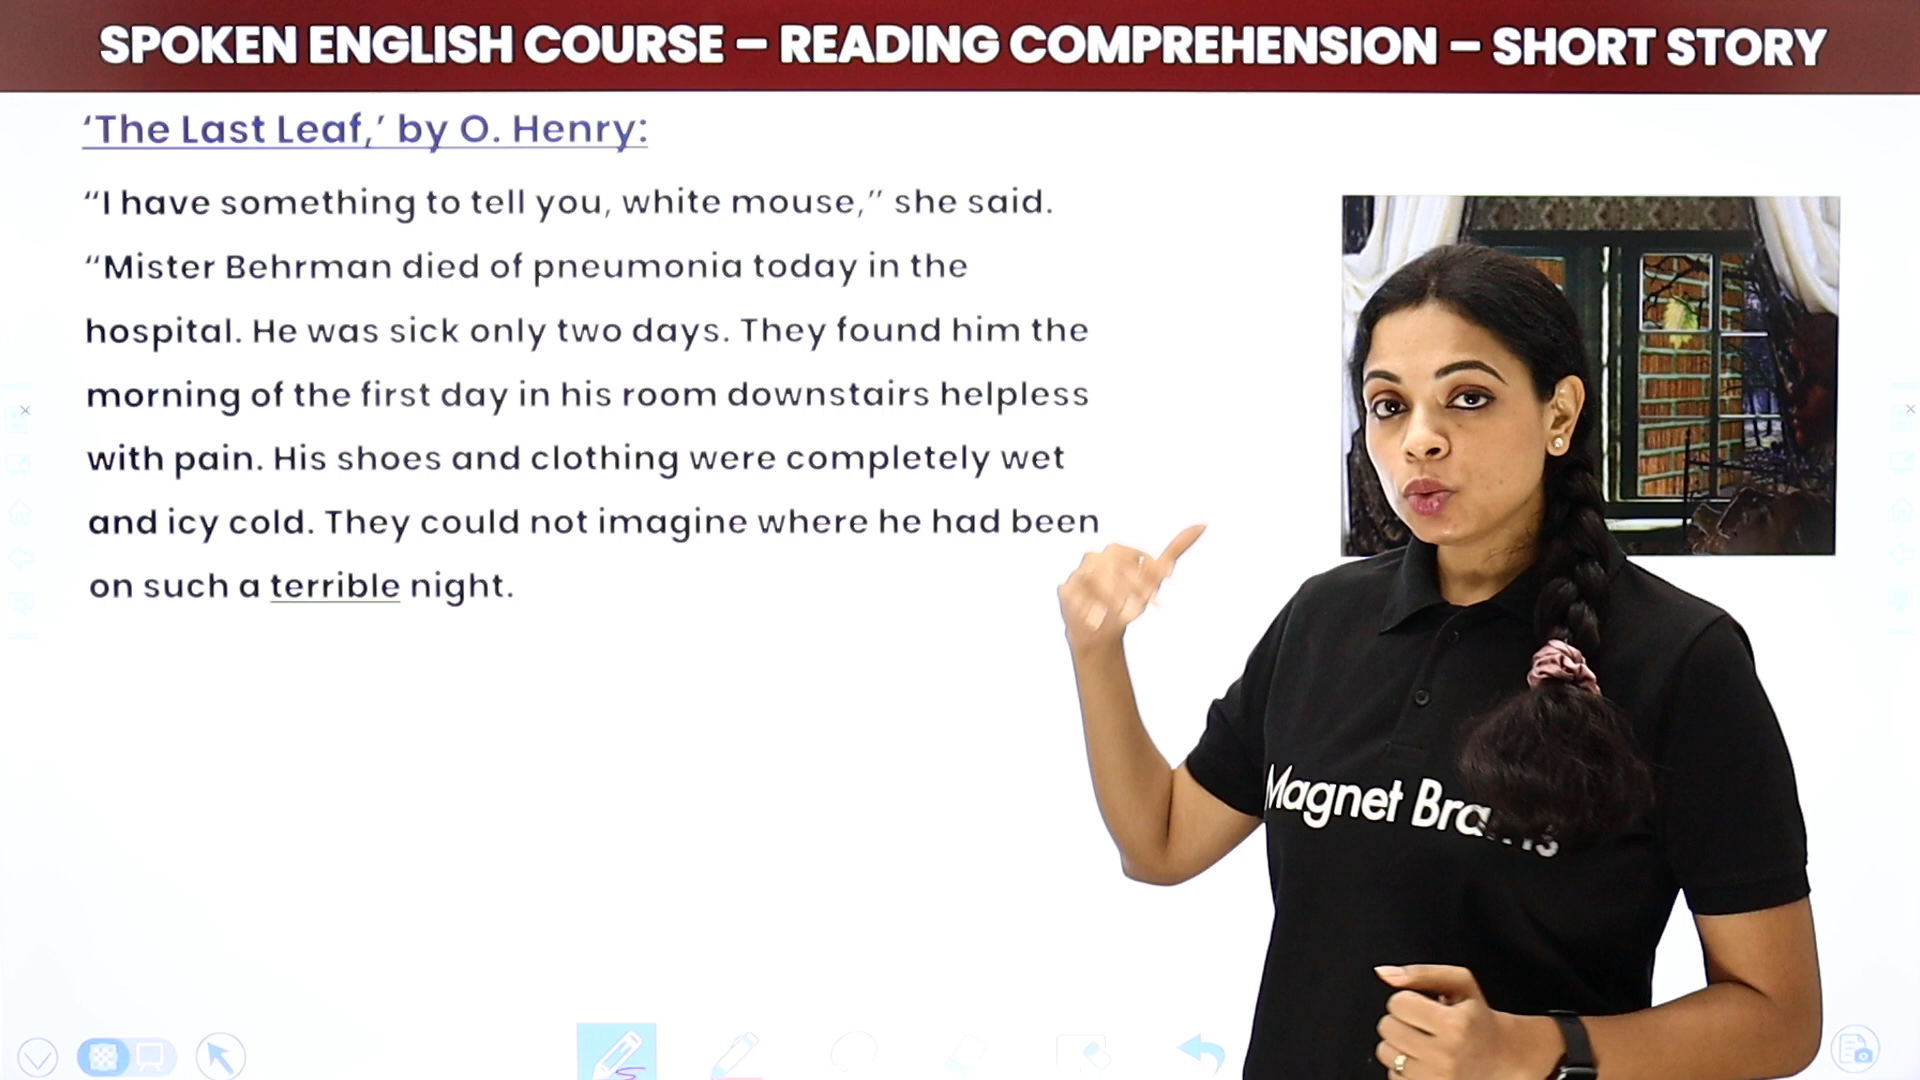 SPOKEN ENGLISH COURSE – READING COMPREHENSION – SHORT STORY
‘The Last Leaf,’ by O. Henry:
“I have something to tell you, white mouse,” she said.
“Mister Behrman died of pneumonia today in the
hospital. He was sick only two days. They found him the
morning of the first day in his room downstairs helpless
with pain. His shoes and clothing were completely wet
and icy cold. They could not imagine where he had been
on such a terrible night.
Magnet